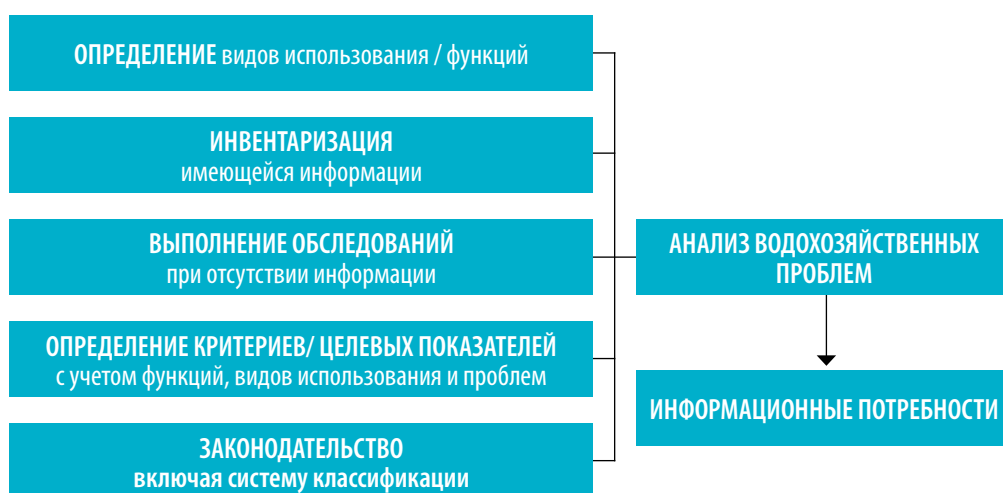 ОПРЕДЕЛЕНИЕ видов использования / функций
ИНВЕНТАРИЗАЦИЯ
имеющейся информации
ВЫПОЛНЕНИЕ ОБСЛЕДОВАНИЙ
при отсутствии информации
ОПРЕДЕЛЕНИЕ КРИТЕРИЕВ/ ЦЕЛЕВЫХ ПОКАЗАТЕЛЕЙ
с учетом функций, видов использования и проблем
ЗАКОНОДАТЕЛЬСТВО
включая систему классификации
АНАЛИЗ ВОДОХОЗЯЙСТВЕННЫХ
ПРОБЛЕМ
ИНФОРМАЦИОННЫЕ ПОТРЕБНОСТИ